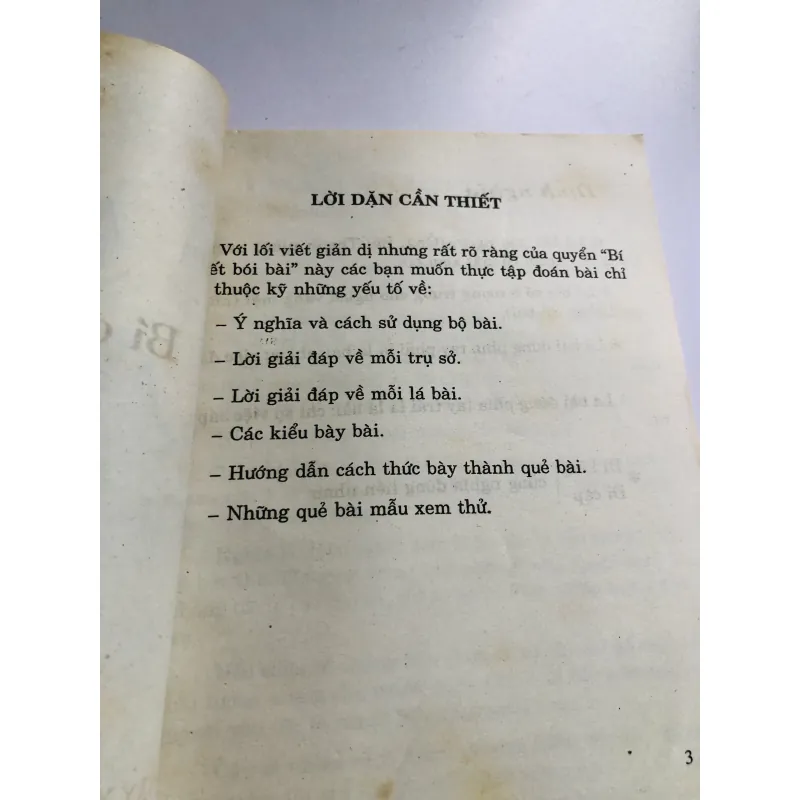 LỜI DẶN CẦN THIẾT
Với lối viết giản dị nhưng rất rõ ràng của quyển “Bí
ết bói bài” này các bạn muốn thực tập đoán bài chỉ
thuộc kỹ những yếu tố về:
– Ý nghĩa và cách sử dụng bộ bài.
– Lời giải đáp về mỗi trụ sở.
– Lời giải đáp về mỗi lá bài.
– Các kiểu bày bài.
– Hướng dẫn cách thức bày thành quẻ bài.
– Những quẻ bài mẫu xem thử.
3